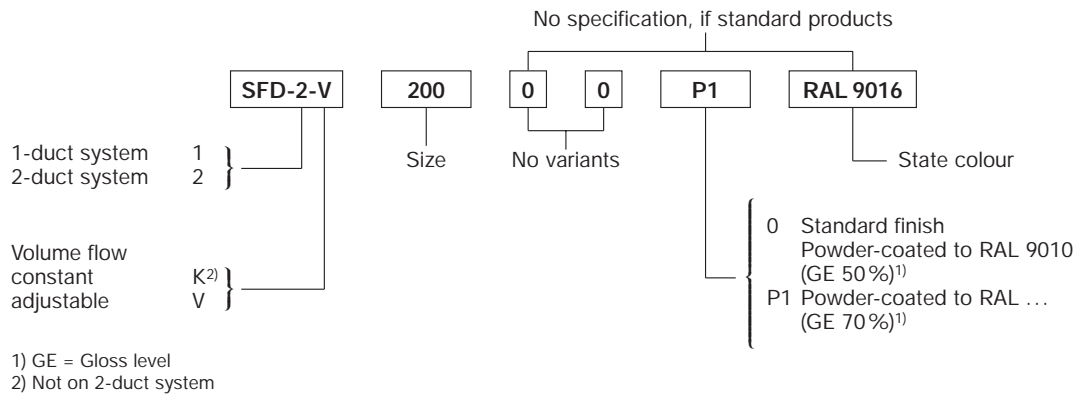 No specification, if standard products
SFD-2-V 200 0 0 P1 RAL 9016
1-duct system 1
2-duct system 2
Size
No variants
State colour
Volume flow
constant K2)
adjustable V
0 Standard finish
Powder-coated to RAL 9010
(GE 50%)1)
P1 Powder-coated to RAL ...
(GE 70%)1)
1) GE = Gloss level
2) Not on 2-duct system